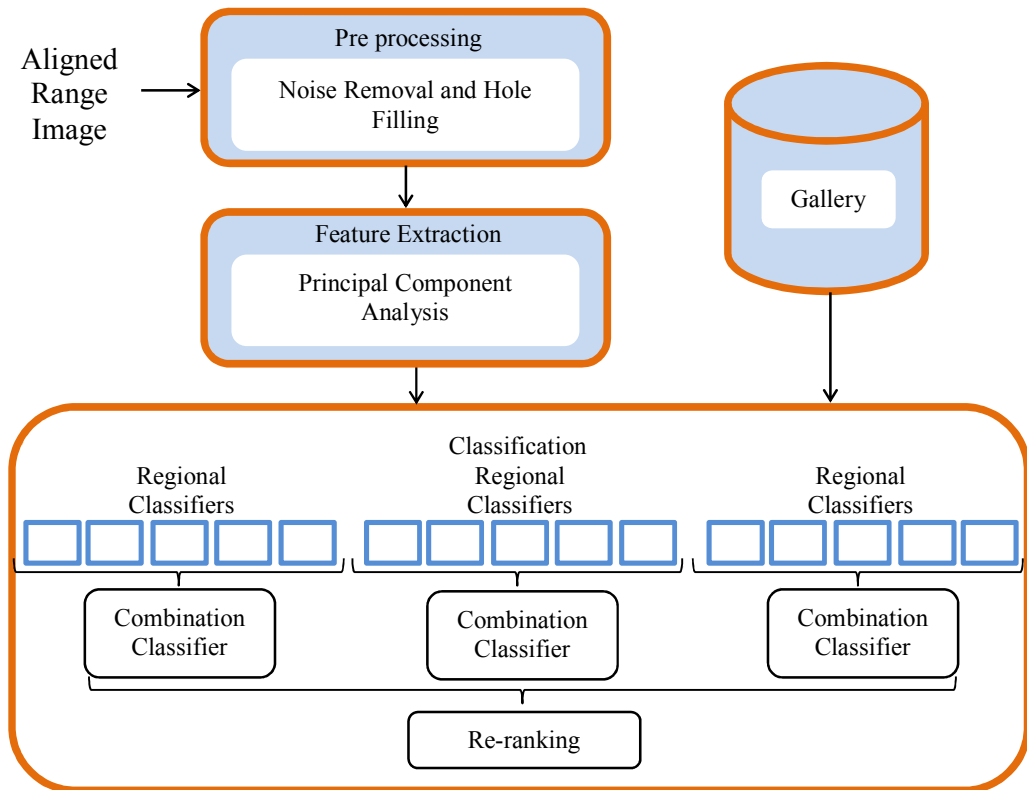 Pre processing
Aligned
Range
Image
Noise Removal and Hole
Filling
Gallery
Feature Extraction
Principal Component
Analysis
Classification
Regional
Classifiers
Regional
Classifiers
Regional
Classifiers
Combination
Classifier
Combination
Classifier
Combination
Classifier
Re-ranking